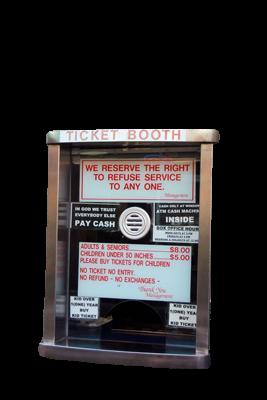 TICKET BOOTH
WE RESERVE THE RIGHT
TO REFUSE SERVICE
TO ANY ONE.
Management
IN GOD WE TRUST
EVERYBODY ELSE
PAY CASH
CASH ONLY AT WINDOW
ATM CASH MACHINE
INSIDE
BOX OFFICE HOURS
ADULTS & SENIORS $8.00
CHILDREN UNDER 50 INCHES $5.00
PLEASE BUY TICKETS FOR CHILDREN
NO TICKET NO ENTRY.
NO REFUND - NO EXCHANGES -
Thank You
Management
KID OVER
1(ONE) YEAR
BUY
KID TICKET
KID OVER
1(ONE) YEAR
BUY
KID TICKET